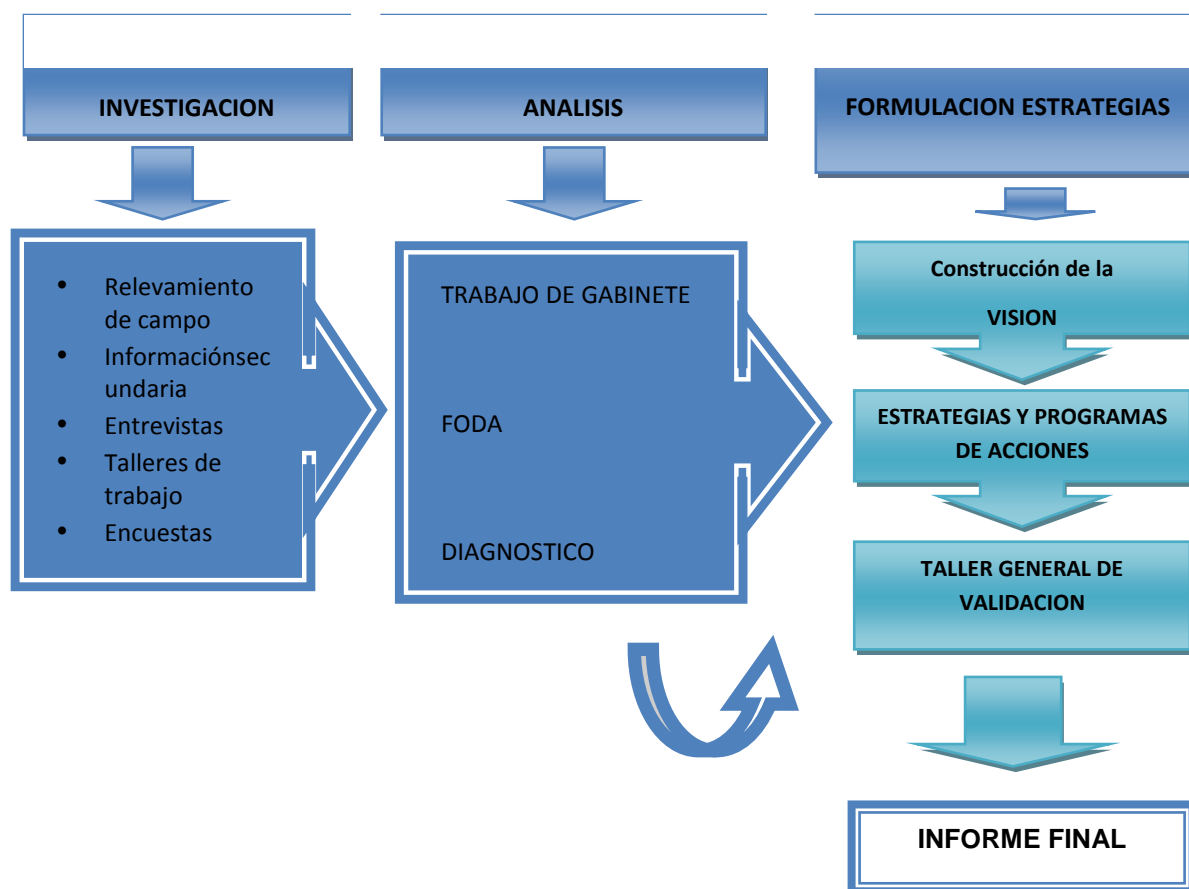 INVESTIGACION
• Relevamiento
de campo
• Informaciónsec
undaria
• Entrevistas
• Talleres de
trabajo
• Encuestas
ANALISIS
TRABAJO DE GABINETE
FODA
DIAGNOSTICO
FORMULACION ESTRATEGIAS
Construcción de la
VISION
ESTRATEGIAS Y PROGRAMAS
DE ACCIONES
TALLER GENERAL DE
VALIDACION
INFORME FINAL